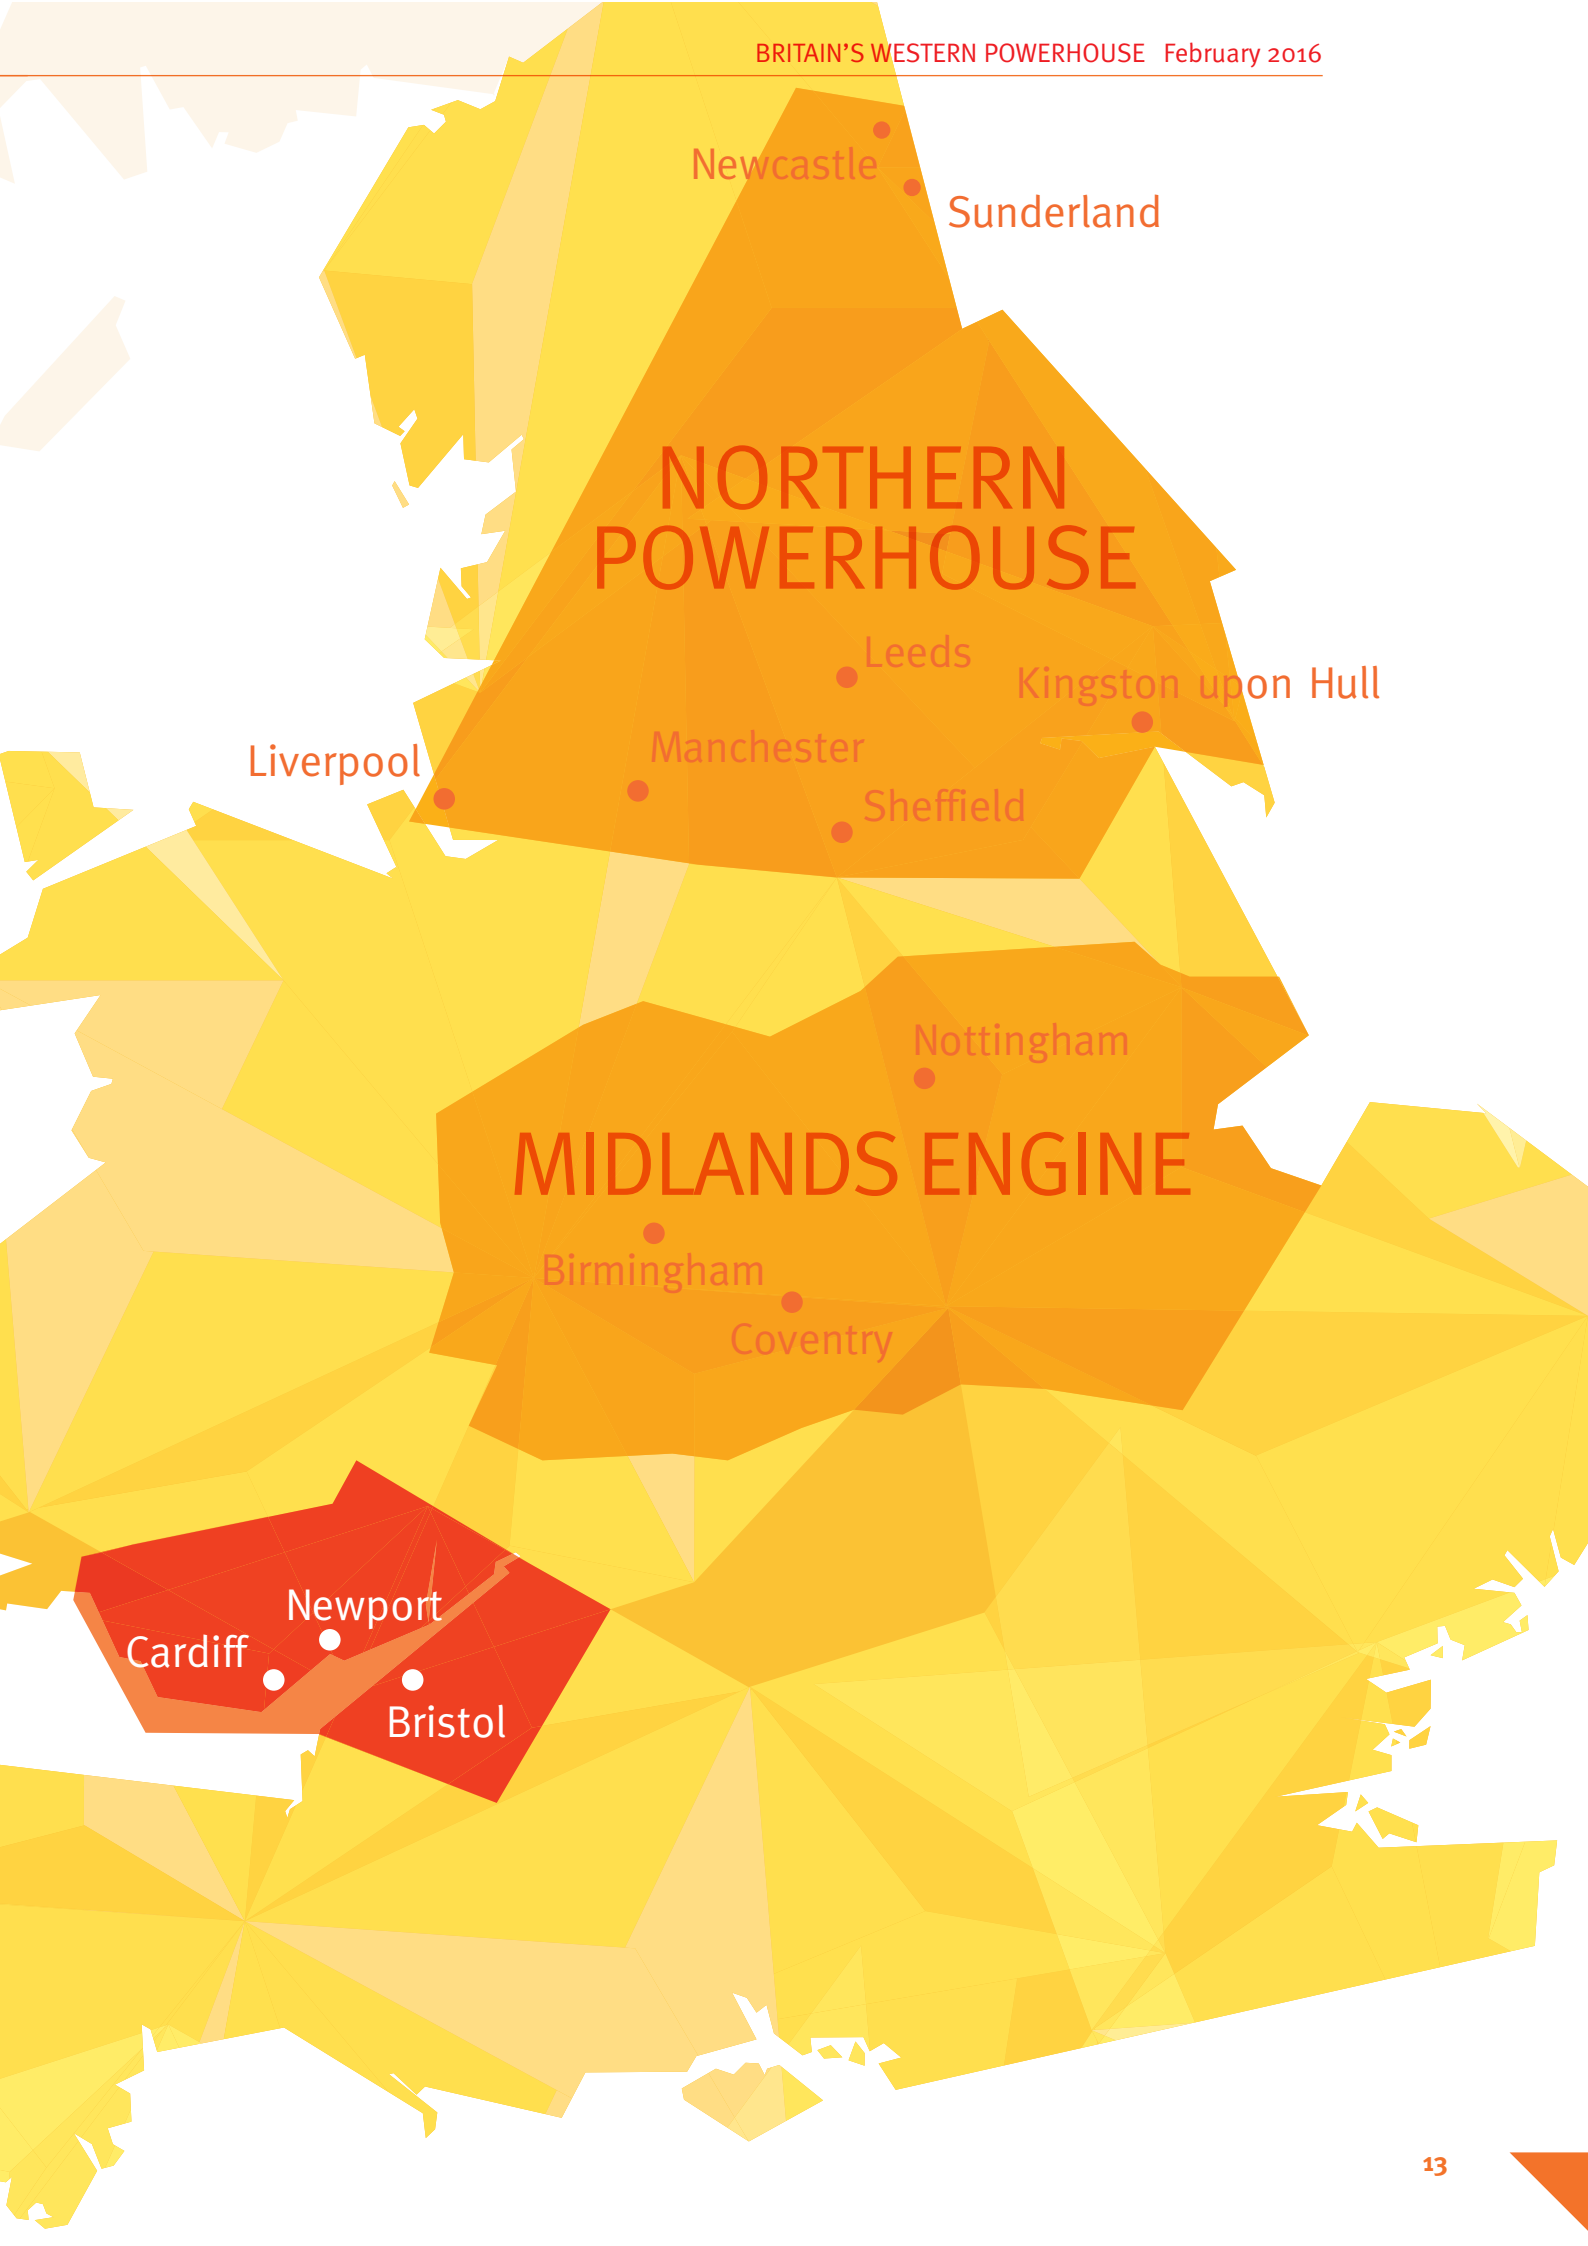 BRITAIN'S WESTERN POWERHOUSE February 2016
Newcastle
Sunderland
NORTHERN
POWERHOUSE
Leeds
Kingston upon Hull
Manchester
Liverpool
Sheffield
Nottingham
MIDLANDS ENGINE
Birmingham
Coventry
Newport
Cardiff
Bristol
13